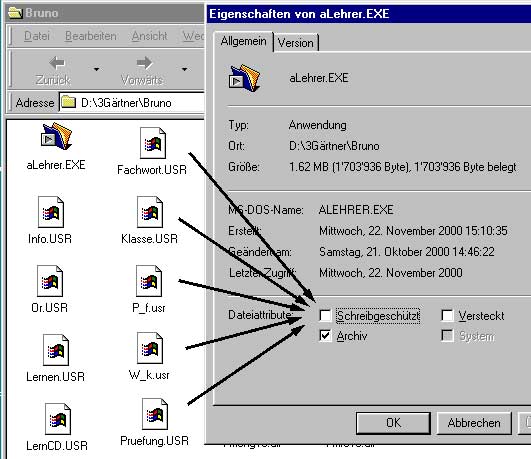 Bruno
Datei Bearbeiten Ansicht
Zurück Vorwärts
Adresse D:\3Gärtner\Bruno
aLehrer.EXE
Fachwort.USR
Info.USR
Klasse.USR
Or.USR
P_f.usr
Lernen.USR
W_k.usr
LernCD.USR
Pruefung.USR
Eigenschaften von aLehrer.EXE
Allgemein Version
aLehrer.EXE
Typ: Anwendung
Ort: D:\3Gärtner\Bruno
Größe: 1.62 MB (1'703'936 Byte), 1'703'936 Byte belegt
MS-DOS-Name: ALEHRER.EXE
Erstellt: Mittwoch, 22. November 2000 15:10:35
Geändert am: Samstag, 21. Oktober 2000 14:46:22
Letzter Zugriff: Mittwoch, 22. November 2000
Dateiattribute: Schreibgeschützt Versteckt
Archiv System
OK Abbrechen